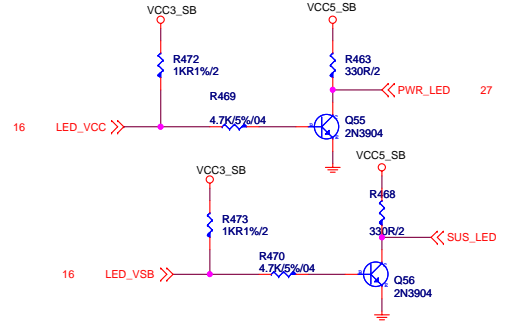 VCC3_SB
VCC5_SB
R472
1KR1%/2
R463
330R/2
R469
PWR_LED 27
16 LED_VCC
4.7K/5%/04
B
C
E
Q55
2N3904
VCC3_SB
VCC5_SB
R468
330R/2
R473
1KR1%/2
SUS_LED
R470
4.7K/5%/04
16 LED_VSB
B
C
E
Q56
2N3904